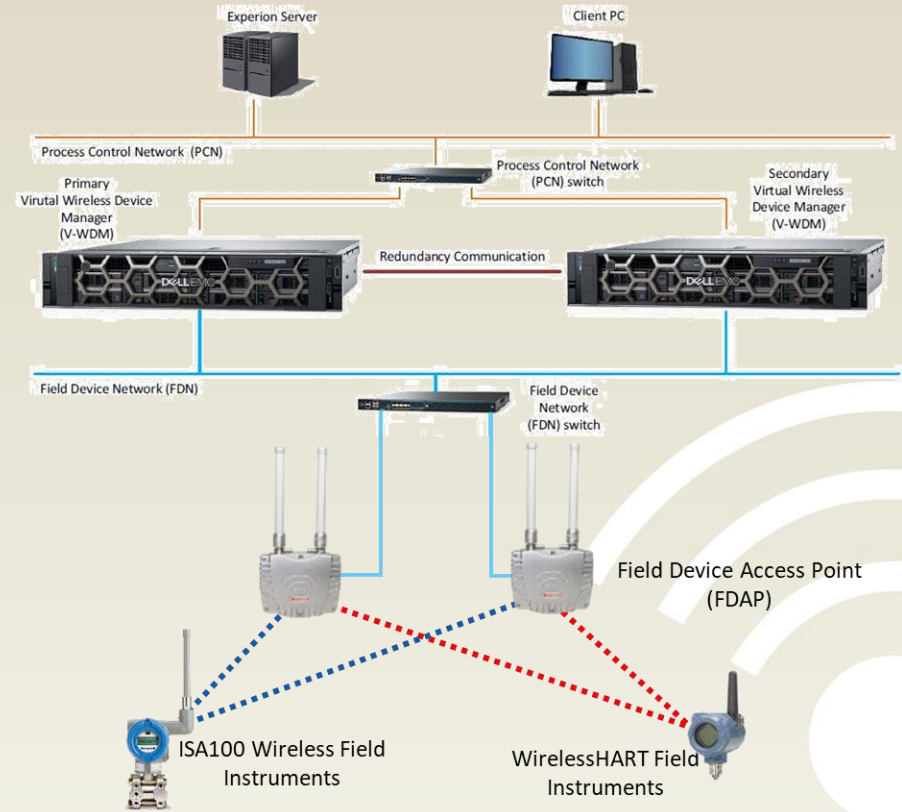 Experion Server
Client PC
Process Control Network (PCN)
Process Control Network
(PCN) switch
Primary
Virutal Wireless Device
Manager
(V-WDM)
Secondary
Virtual Wireless
Device Manager
(V-WDM)
Redundancy Communication
DELLEMC
DELLEMC
Field Device Network (FDN)
Field Device
Network
(FDN) switch
Field Device Access Point
(FDAP)
ISA100 Wireless Field
Instruments
WirelessHART Field
Instruments